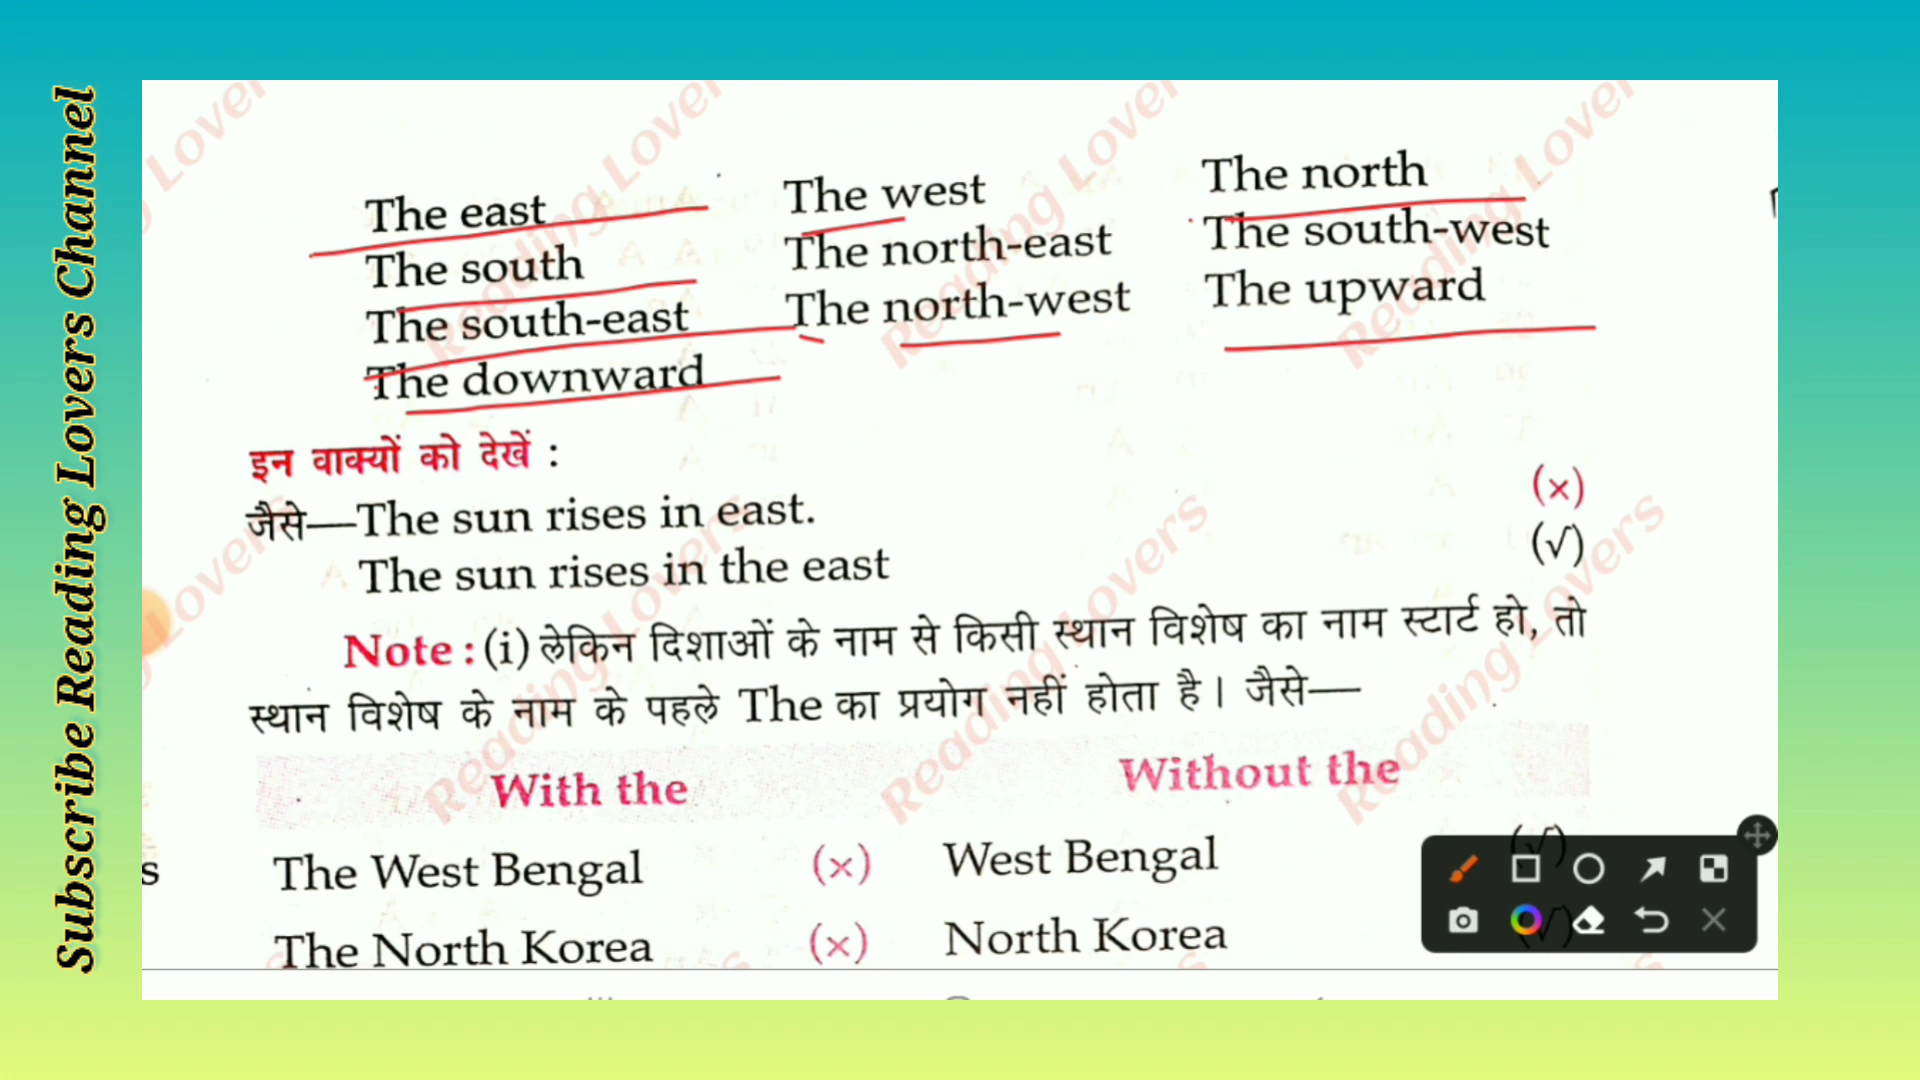 Subscribe Reading Lovers Channel
The east The west The north
The south The north-east The south-west
The south-east The north-west The upward
The downward
इन वाक्यों को देखें :
जैसे—The sun rises in east. (×)
The sun rises in the east (√)
Note : (i) लेकिन दिशाओं के नाम से किसी स्थान विशेष का नाम स्टार्ट हो, तो
स्थान विशेष के नाम के पहले The का प्रयोग नहीं होता है। जैसे—
With the Without the
The West Bengal (×) West Bengal (√)
The North Korea (×) North Korea (√)
s
Reading Lovers